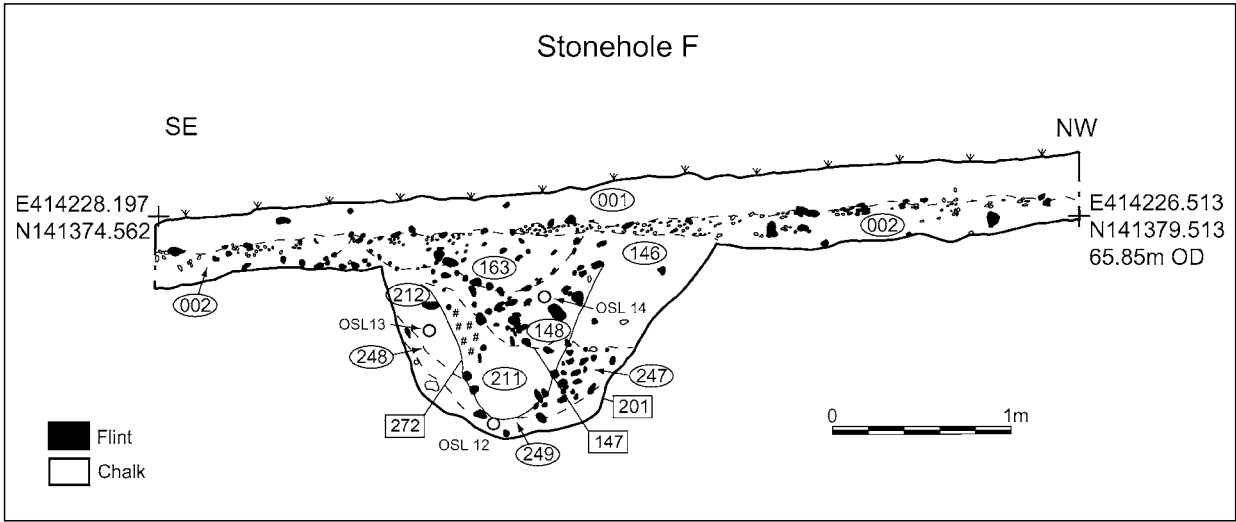 Stonehole F
SE
NW
E414228.197
N141374.562
E414226.513
N141379.513
65.85m OD
001
002
146
163
002
212
OSL 14
OSL13
148
248
211
247
201
272
147
OSL 12
249
0 1m
Flint
Chalk
# # # # # # # #